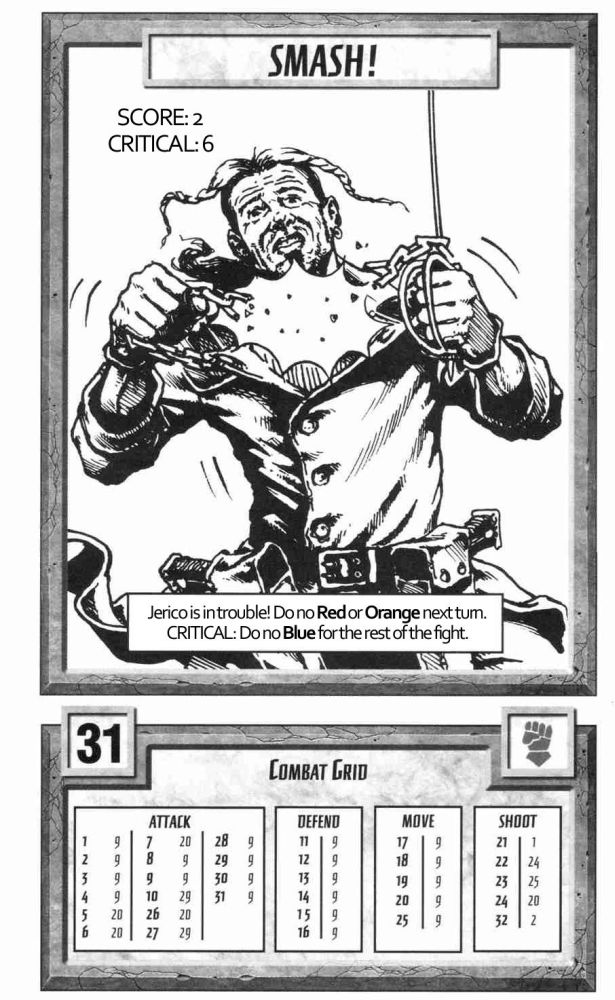 SMASH!
SCORE: 2
CRITICAL: 6
Jerico is in trouble! Do no Red or Orange next turn.
CRITICAL: Do no Blue for the rest of the fight.
31
COMBAT GRID
ATTACK
1 9 7 20 28 9
2 9 8 9 29 9
3 9 9 9 30 9
4 9 10 29 31 9
5 20 26 20
6 20 27 29
DEFEND
11 9
12 9
13 9
14 9
15 9
16 9
MOVE
17 9
18 9
19 9
20 9
25 9
SHOOT
21 1
22 24
23 25
24 20
32 2